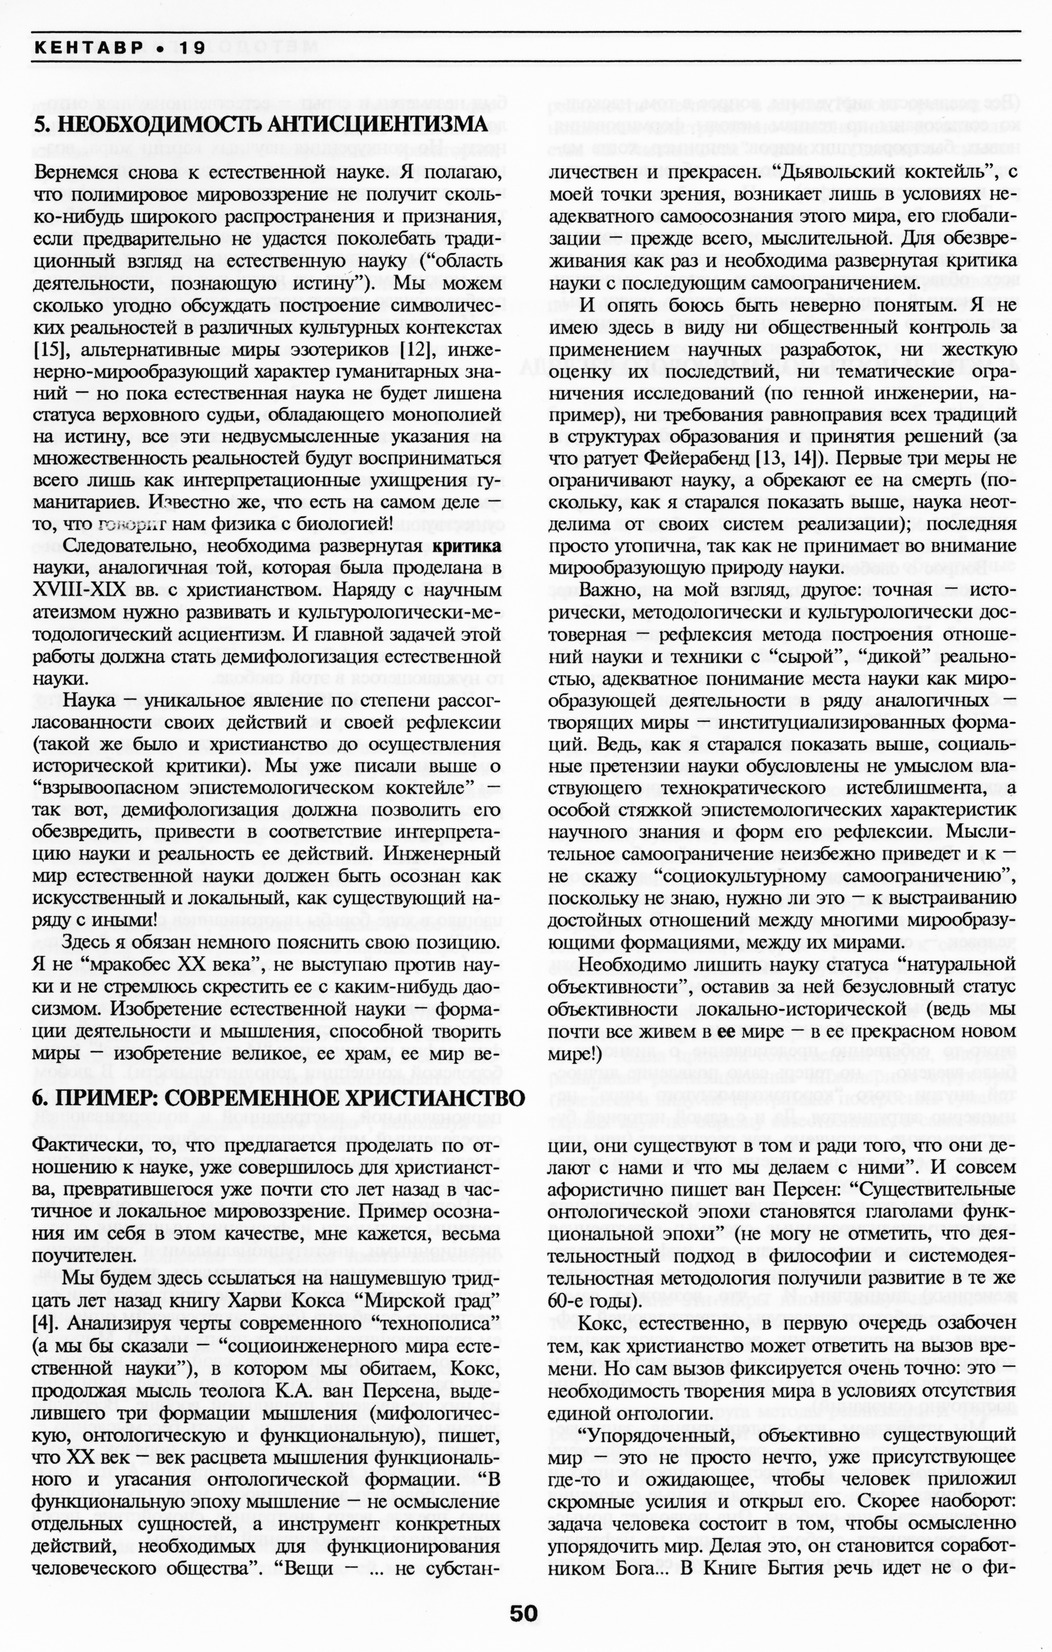 КЕНТАВР • 19
5. НЕОБХОДИМОСТЬ АНТИСЦИЕНТИЗМА
Вернемся снова к естественной науке. Я полагаю,
что полимировое мировоззрение не получит сколь-
ко-нибудь широкого распространения и признания,
если предварительно не удастся поколебать тради-
ционный взгляд на естественную науку (“область
деятельности, познающую истину”). Мы можем
сколько угодно обсуждать построение символичес-
ких реальностей в различных культурных контекстах
[15], альтернативные миры эзотериков [12], инже-
нерно-мирообразующий характер гуманитарных зна-
ний — но пока естественная наука не будет лишена
статуса верховного судьи, обладающего монополией
на истину, все эти недвусмысленные указания на
множественность реальностей будут восприниматься
всего лишь как интерпретационные ухищрения гу-
манитариев. Известно же, что есть на самом деле —
то, что говорит нам физика с биологией!
Следовательно, необходима развернутая критика
науки, аналогичная той, которая была проделана в
XVIII-XIX вв. с христианством. Наряду с научным
атеизмом нужно развивать и культурологически-ме-
тодологический асциентизм. И главной задачей этой
работы должна стать демифологизация естественной
науки.
Наука — уникальное явление по степени рассог-
ласованности своих действий и своей рефлексии
(такой же было и христианство до осуществления
исторической критики). Мы уже писали выше о
“взрывоопасном эпистемологическом коктейле” —
так вот, демифологизация должна позволить его
обезвредить, привести в соответствие интерпрета-
цию науки и реальность ее действий. Инженерный
мир естественной науки должен быть осознан как
искусственный и локальный, как существующий на-
ряду с иными!
Здесь я обязан немного пояснить свою позицию.
Я не “мракобес XX века”, не выступаю против нау-
ки и не стремлюсь скрестить ее с каким-нибудь дао-
сизмом. Изобретение естественной науки — форма-
ции деятельности и мышления, способной творить
миры — изобретение великое, ее храм, ее мир ве-
личествен и прекрасен. “Дьявольский коктейль”, с
моей точки зрения, возникает лишь в условиях не-
адекватного самоосознания этого мира, его глобали-
зации — прежде всего, мыслительной. Для обезвре-
живания как раз и необходима развернутая критика
науки с последующим самоограничением.
И опять боюсь быть неверно понятым. Я не
имею здесь в виду ни общественный контроль за
применением научных разработок, ни жесткую
оценку их последствий, ни тематические огра-
ничения исследований (по генной инженерии, на-
пример), ни требования равноправия всех традиций
в структурах образования и принятия решений (за
что ратует Фейерабенд [13, 14]). Первые три меры не
ограничивают науку, а обрекают ее на смерть (по-
скольку, как я старался показать выше, наука неот-
делима от своих систем реализации); последняя
просто утопична, так как не принимает во внимание
мирообразующую природу науки.
Важно, на мой взгляд, другое: точная — исто-
рически, методологически и культурологически дос-
товерная — рефлексия метода построения отноше-
ний науки и техники с “сырой”, “дикой” реально-
стью, адекватное понимание места науки как миро-
образующей деятельности в ряду аналогичных —
творящих миры — институциализированных форма-
ций. Ведь, как я старался показать выше, социаль-
ные претензии науки обусловлены не умыслом вла-
ствующего технократического истеблишмента, а
особой стяжкой эпистемологических характеристик
научного знания и форм его рефлексии. Мысли-
тельное самоограничение неизбежно приведет и к —
не скажу “социокультурному самоограничению”,
поскольку не знаю, нужно ли это — к выстраиванию
достойных отношений между многими мирообразу-
ющими формациями, между их мирами.
Необходимо лишить науку статуса “натуральной
объективности”, оставив за ней безусловный статус
объективности локально-исторической (ведь мы
почти все живем в ее мире — в ее прекрасном новом
мире!)
6. ПРИМЕР: СОВРЕМЕННОЕ ХРИСТИАНСТВО
Фактически, то, что предлагается проделать по от-
ношению к науке, уже совершилось для христианст-
ва, превратившегося уже почти сто лет назад в час-
тичное и локальное мировоззрение. Пример осозна-
ния им себя в этом качестве, мне кажется, весьма
поучителен.
Мы будем здесь ссылаться на нашумевшую трид-
цать лет назад книгу Харви Кокса “Мирской град”
[4]. Анализируя черты современного “технополиса”
(а мы бы сказали — “социоинженерного мира есте-
ственной науки”), в котором мы обитаем, Кокс,
продолжая мысль теолога К.А. ван Персена, выде-
лившего три формации мышления (мифологичес-
кую, онтологическую и функциональную), пишет,
что XX век — век расцвета мышления функциональ-
ного и угасания онтологической формации. “В
функциональную эпоху мышление — не осмысление
отдельных сущностей, а инструмент конкретных
действий, необходимых для функционирования
человеческого общества”. “Вещи — ... не субстан-
ции, они существуют в том и ради того, что они де-
лают с нами и что мы делаем с ними”. И совсем
афористично пишет ван Персен: “Существительные
онтологической эпохи становятся глаголами функ-
циональной эпохи” (не могу не отметить, что дея-
тельностный подход в философии и системодея-
тельностная методология получили развитие в те же
60-е годы).
Кокс, естественно, в первую очередь озабочен
тем, как христианство может ответить на вызов вре-
мени. Но сам вызов фиксируется очень точно: это —
необходимость творения мира в условиях отсутствия
единой онтологии.
“Упорядоченный, объективно существующий
мир — это не просто нечто, уже присутствующее
где-то и ожидающее, чтобы человек приложил
скромные усилия и открыл его. Скорее наоборот:
задача человека состоит в том, чтобы осмысленно
упорядочить мир. Делая это, он становится соработ-
ником Бога... В Книге Бытия речь идет не о фи-
50